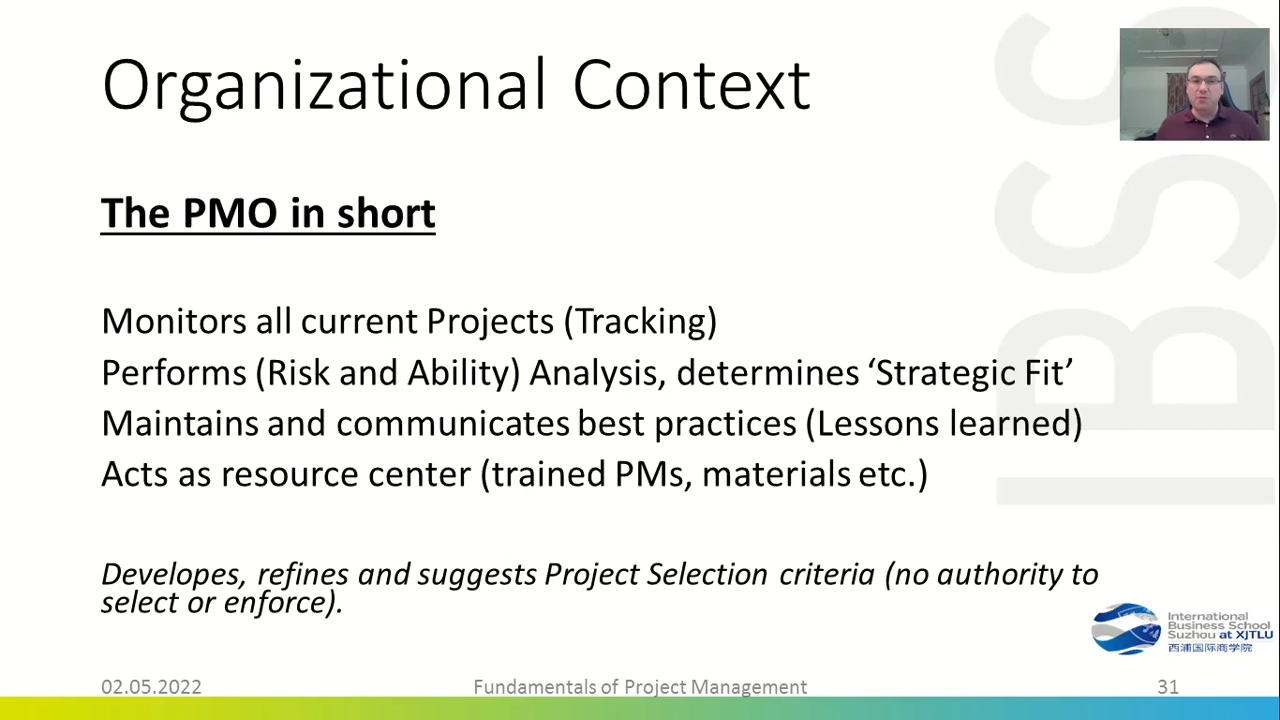 Organizational Context
The PMO in short
Monitors all current Projects (Tracking)
Performs (Risk and Ability) Analysis, determines ‘Strategic Fit’
Maintains and communicates best practices (Lessons learned)
Acts as resource center (trained PMs, materials etc.)
Developes, refines and suggests Project Selection criteria (no authority to
select or enforce).
IBSS
International
Business School
Suzhou at XJTLU
西浦国际商学院
02.05.2022
Fundamentals of Project Management
31